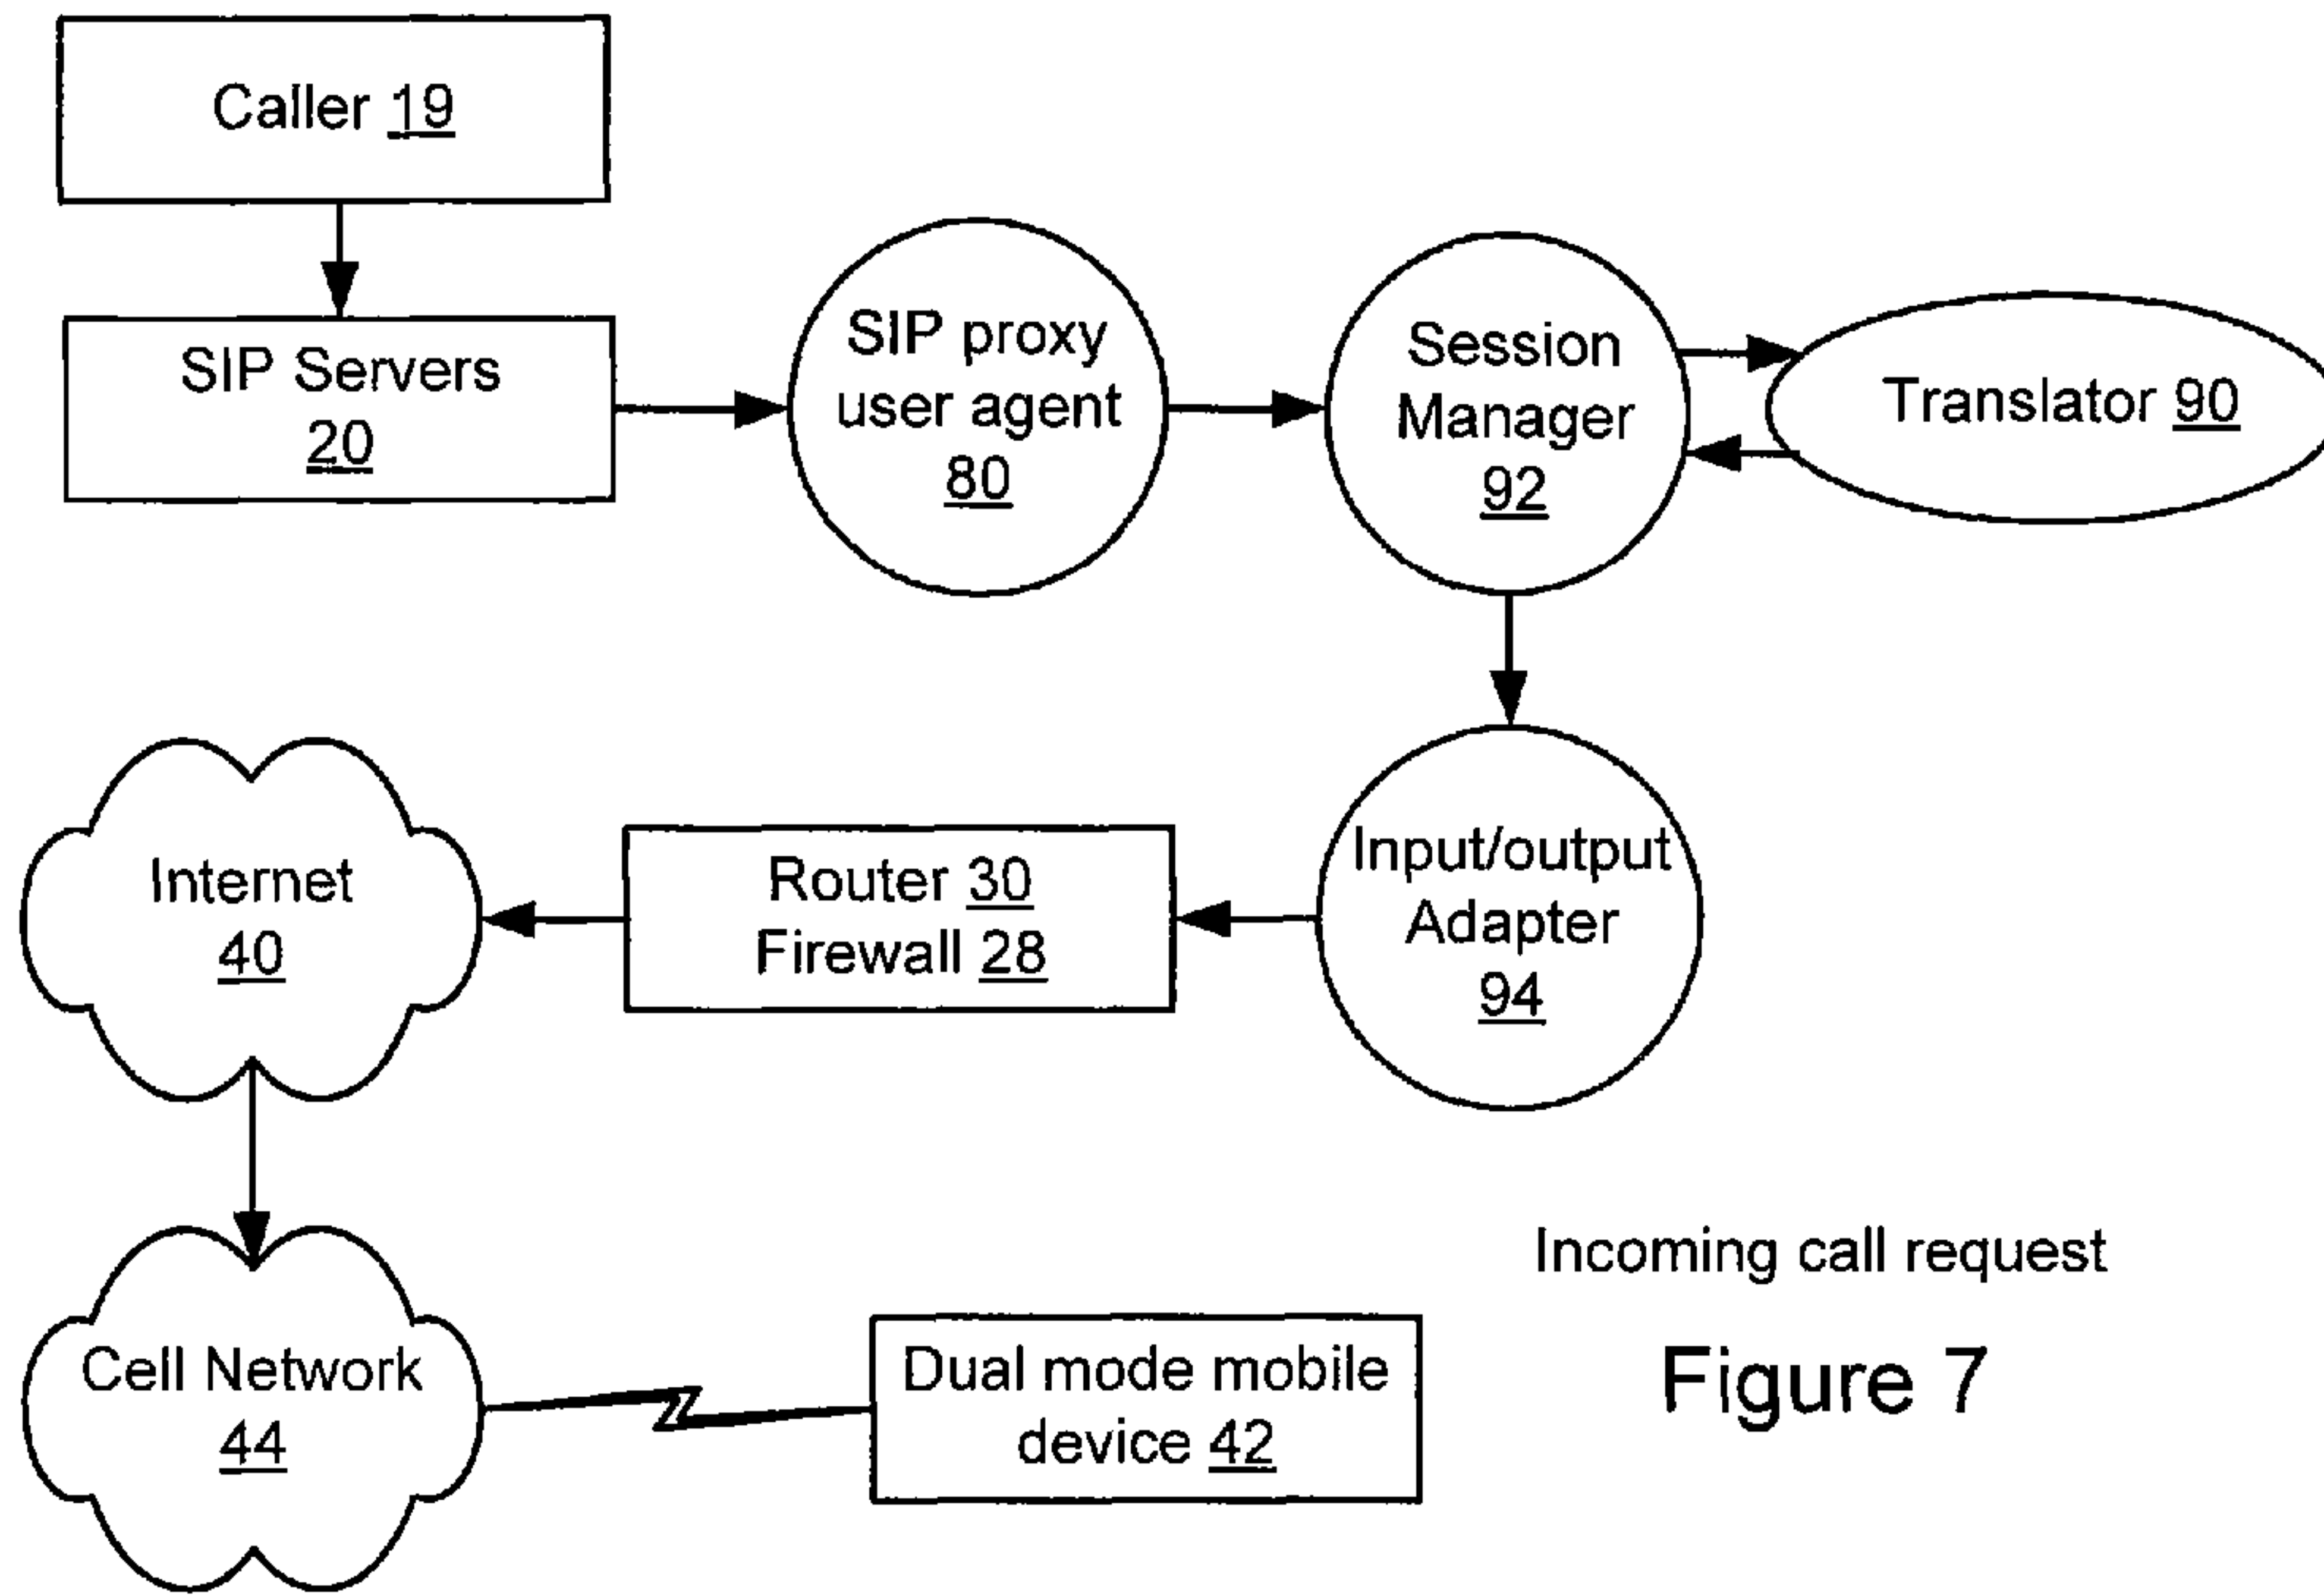 Caller 19
SIP Servers
20
SIP proxy
user agent
80
Session
Manager
92
Translator 90
Internet
40
Router 30
Firewall 28
Input/output
Adapter
94
Cell Network
44
Dual mode mobile
device 42
Incoming call request
Figure 7